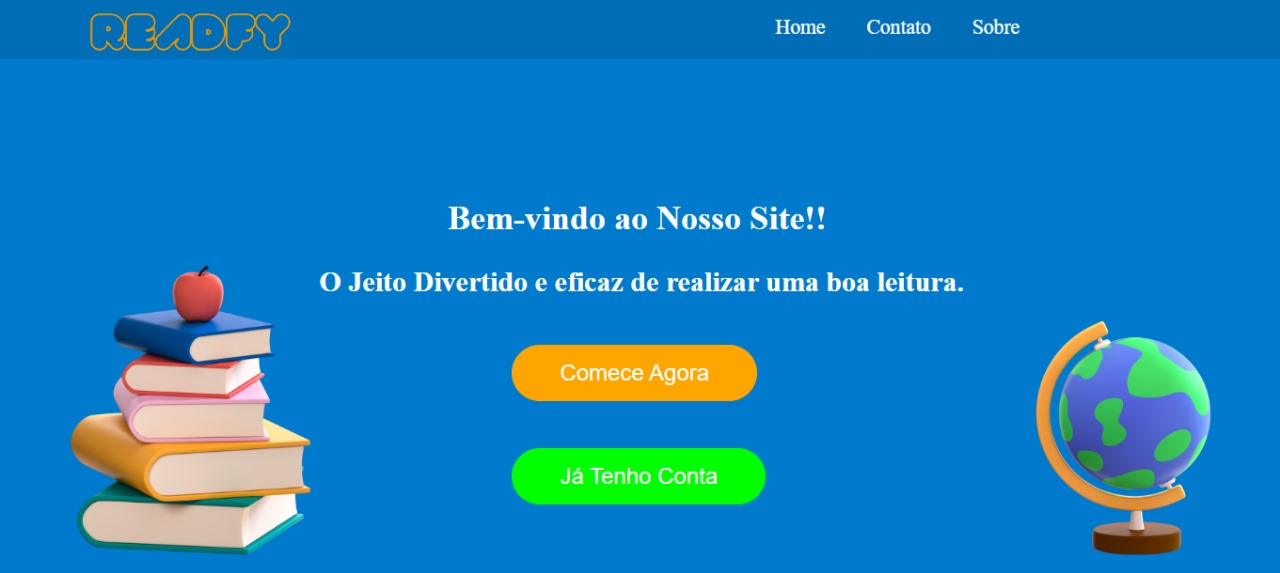 READFY
Home Contato Sobre
Bem-vindo ao Nosso Site!!
O Jeito Divertido e eficaz de realizar uma boa leitura.
Comece Agora
Já Tenho Conta